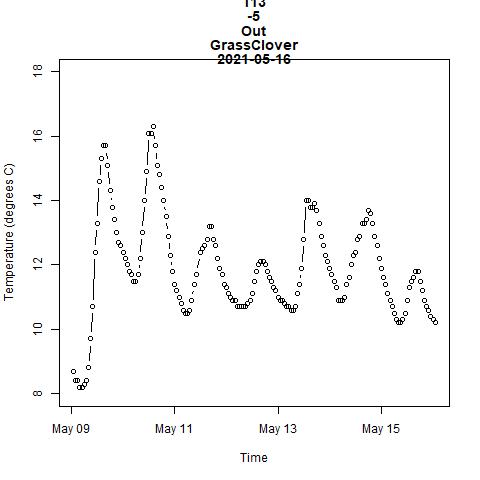 113
-5
Out
GrassClover
2021-05-16
Temperature (degrees C)
18
16
14
12
10
8
May 09
May 11
May 13
May 15
Time